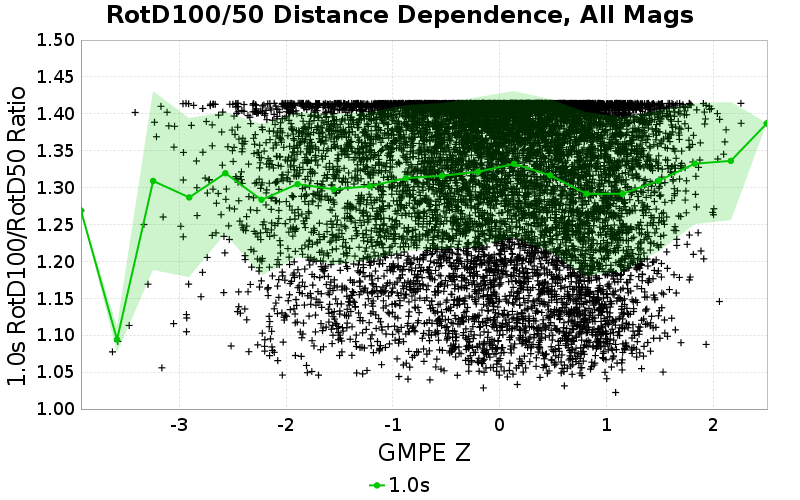 RotD100/50 Distance Dependence, All Mags
1.50
1.45
1.40
1.35
1.30
1.25
1.20
1.15
1.10
1.05
1.00
1.0s RotD100/RotD50 Ratio
-3 -2 -1 0 1 2
GMPE Z
1.0s